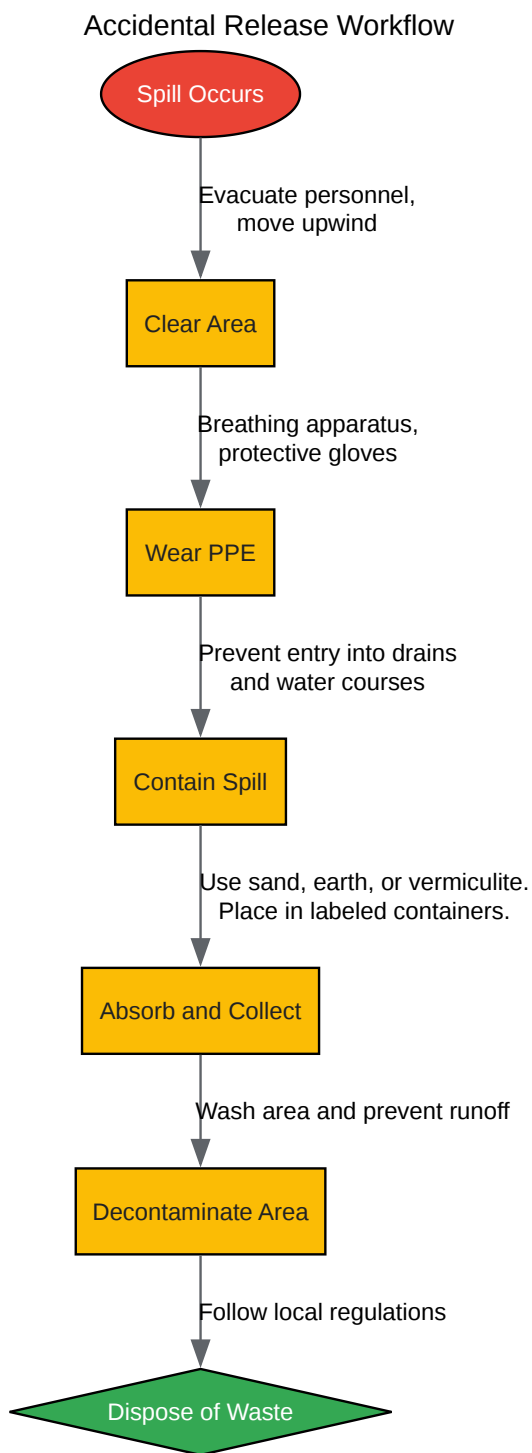 Accidental Release Workflow
Spill Occurs
Evacuate personnel,
move upwind
Clear Area
Breathing apparatus,
protective gloves
Wear PPE
Prevent entry into drains
and water courses
Contain Spill
Use sand, earth, or vermiculite.
Place in labeled containers.
Absorb and Collect
Wash area and prevent runoff
Decontaminate Area
Follow local regulations
Dispose of Waste